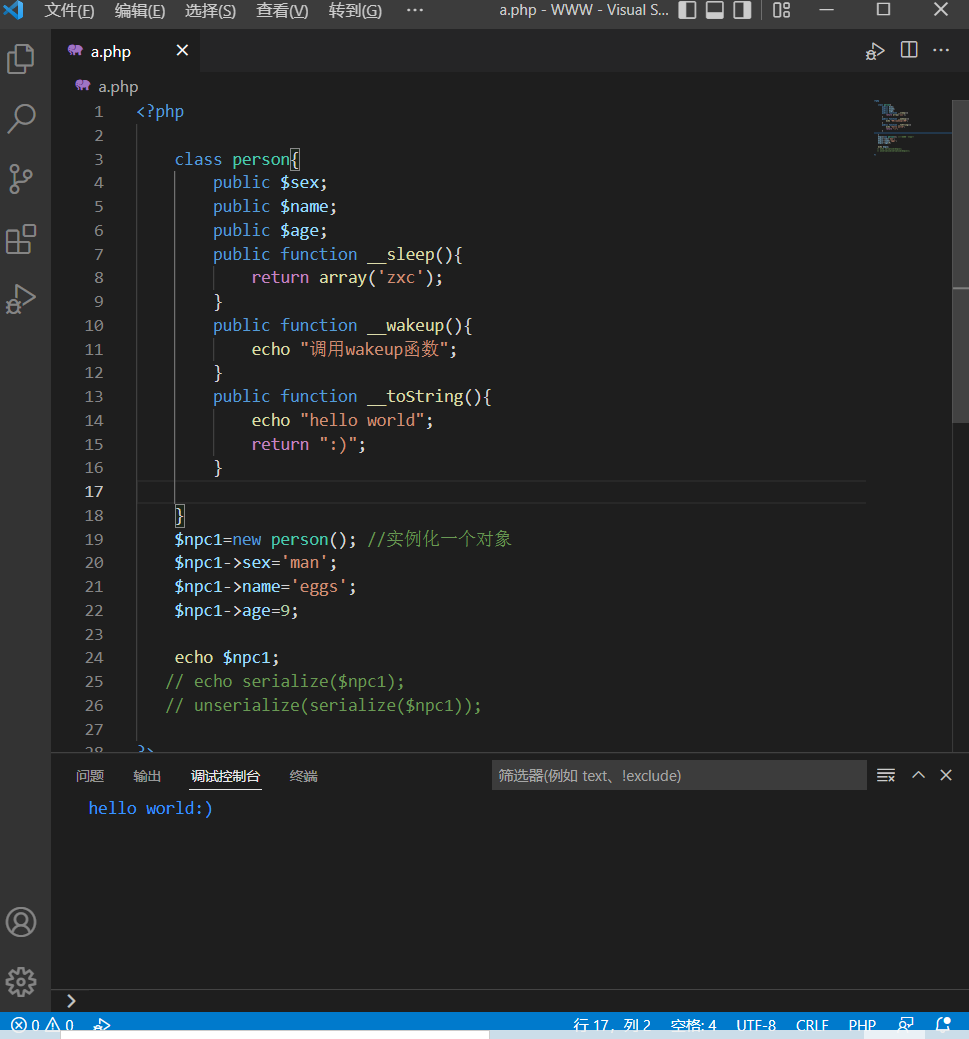 文件(F) 编辑(E) 选择(S) 查看(V) 转到(G) ··· a.php - WWW - Visual S...
a.php
a.php
1 <?php
2
3 class person{
4 public $sex;
5 public $name;
6 public $age;
7 public function __sleep(){
8 return array('zxc');
9 }
10 public function __wakeup(){
11 echo "调用wakeup函数";
12 }
13 public function __toString(){
14 echo "hello world";
15 return ":)";
16 }
17
18 }
19 $npc1=new person(); //实例化一个对象
20 $npc1->sex='man';
21 $npc1->name='eggs';
22 $npc1->age=9;
23
24 echo $npc1;
25 // echo serialize($npc1);
26 // unserialize(serialize($npc1));
27
28 ?>
问题 输出 调试控制台 终端 筛选器(例如 text、!exclude)
hello world:)
0 0 行 17，列 2 空格: 4 UTF-8 CRLF PHP